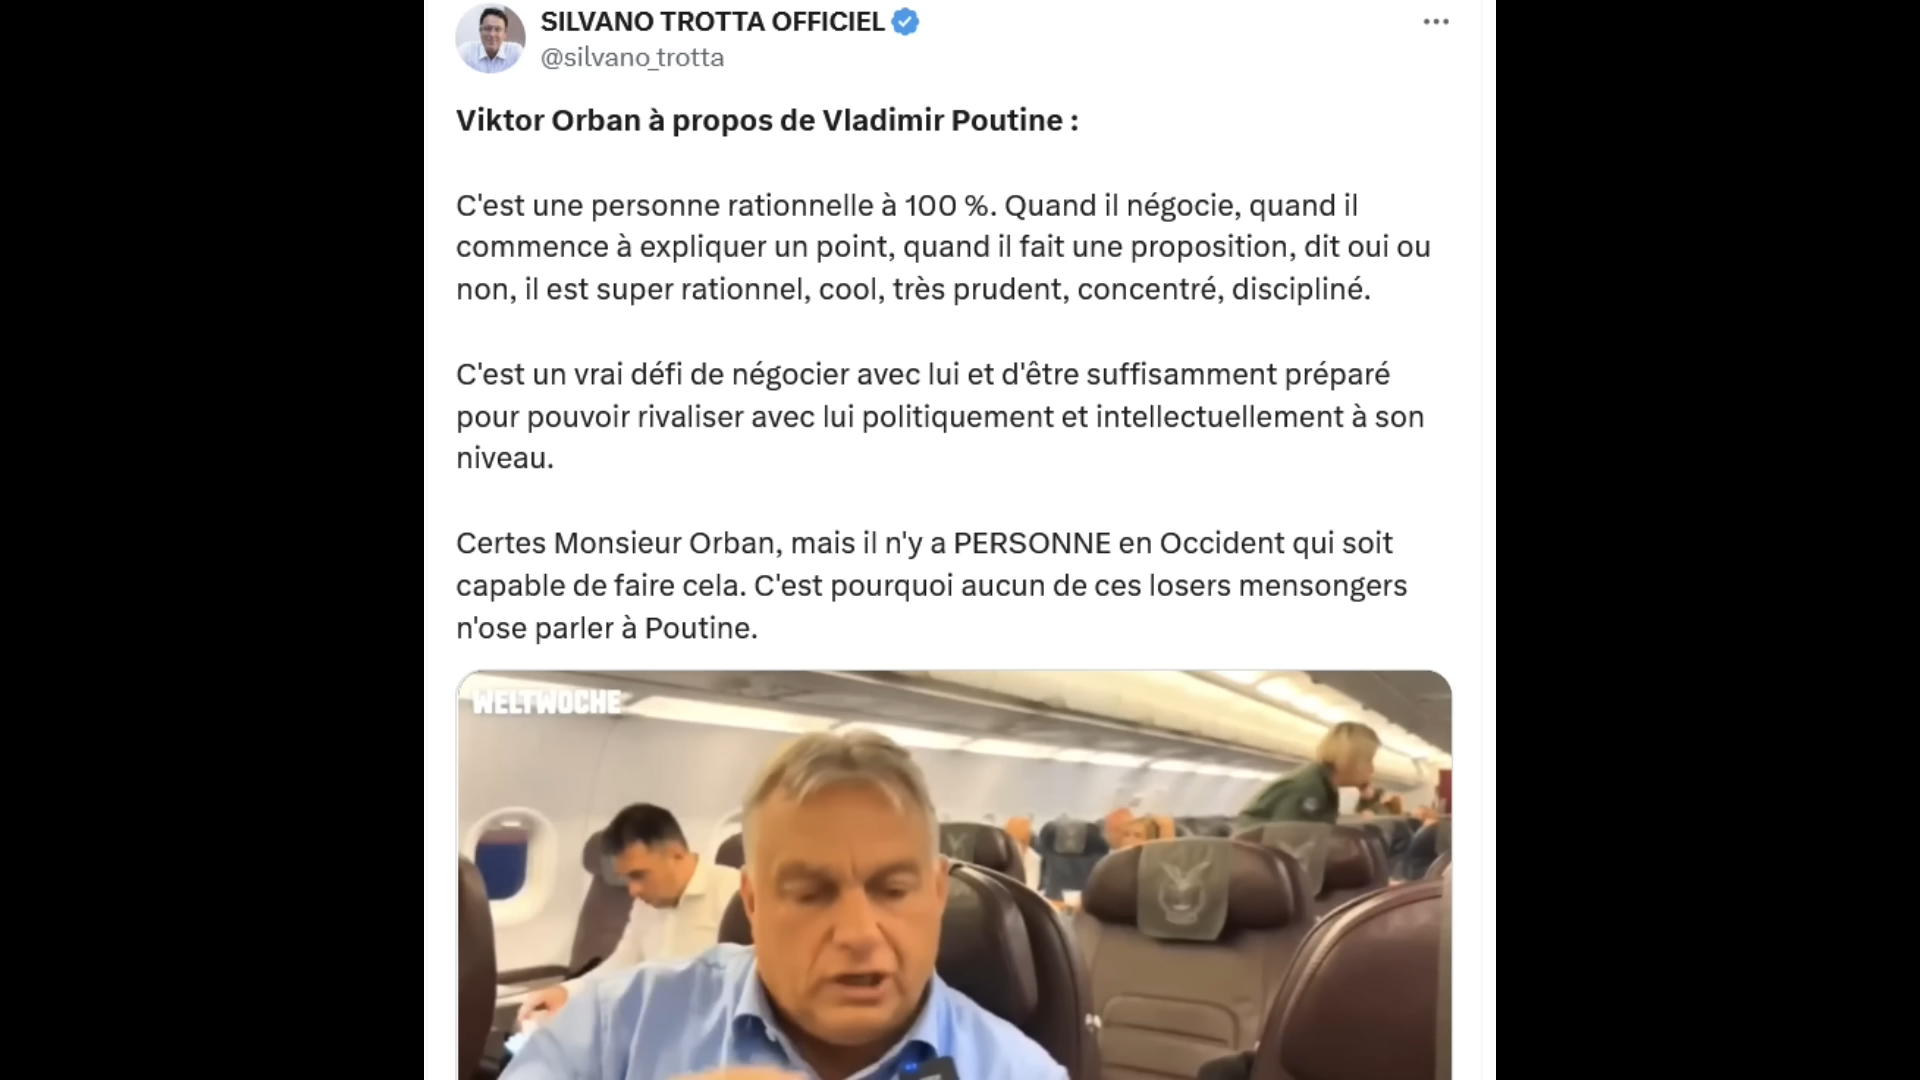 SILVANO TROTTA OFFICIEL
@silvano_trotta
Viktor Orban à propos de Vladimir Poutine :
C'est une personne rationnelle à 100 %. Quand il négocie, quand il
commence à expliquer un point, quand il fait une proposition, dit oui ou
non, il est super rationnel, cool, très prudent, concentré, discipliné.
C'est un vrai défi de négocier avec lui et d'être suffisamment préparé
pour pouvoir rivaliser avec lui politiquement et intellectuellement à son
niveau.
Certes Monsieur Orban, mais il n'y a PERSONNE en Occident qui soit
capable de faire cela. C'est pourquoi aucun de ces losers mensongers
n'ose parler à Poutine.
WELTWOCHE